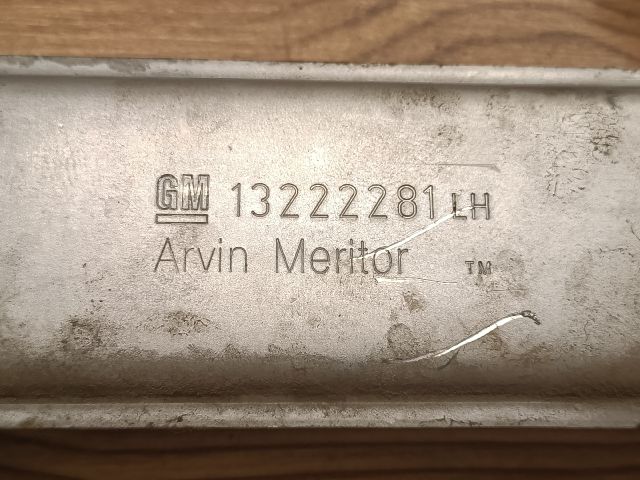 GM 13222281 LH
Arvin Meritor ™